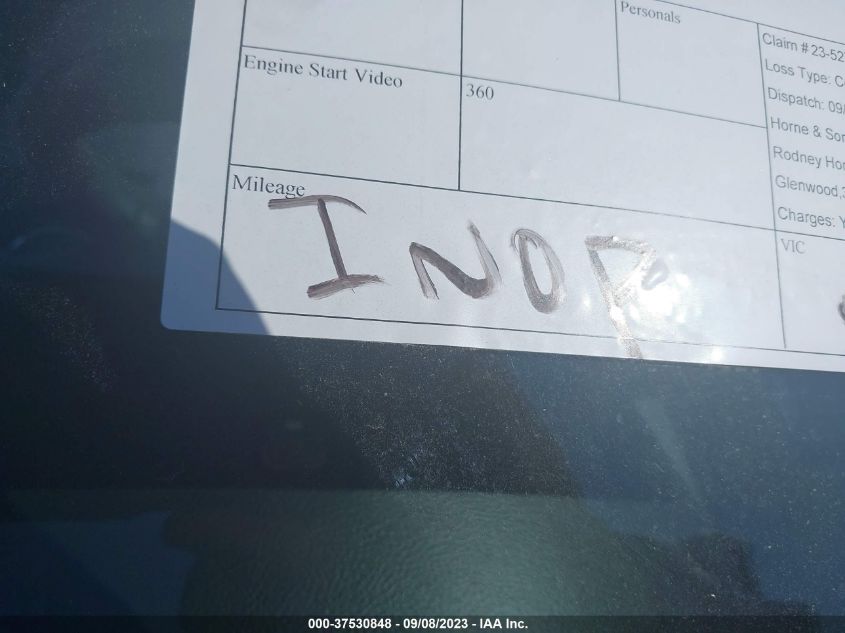 Personals
Claim # 23-52
Loss Type: C
Dispatch: 09/
Horne & Son
Rodney Hor
Glenwood,3
Charges: Y
Engine Start Video
360
Mileage
INOP
VIC
000-37530848 - 09/08/2023 - IAA Inc.